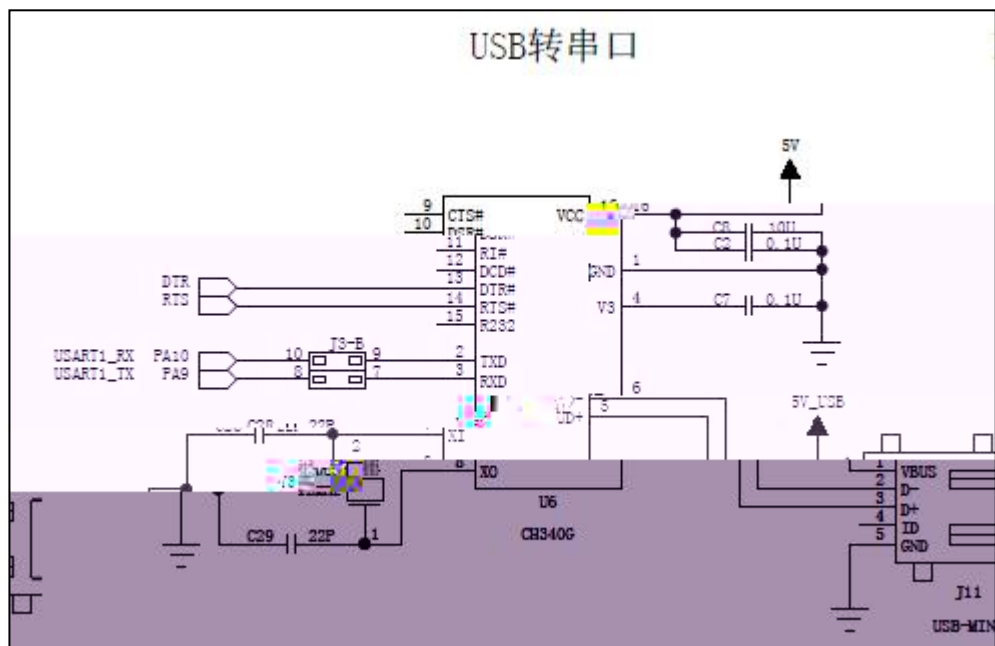 USB转串口
5V
9 CTS# VCC
10
C8 10U
11 C2 0.1U
12 RI#
DCD# GND 1
DTR 13 DTR#
RTS 14 RTS# V3 4 C7 0.1U
15 R232
J3-B
USART1_RX PA10 10 9 2 TXD
USART1_TX PA9 8 7 3 RXD
6
UD+ 5 5V_USB
22P
XI
2
8 XO 1 VBUS
2 D-
U6 3 D+
C29 22P 1 CH340G 4 ID
5 GND
J11
USB-MIN